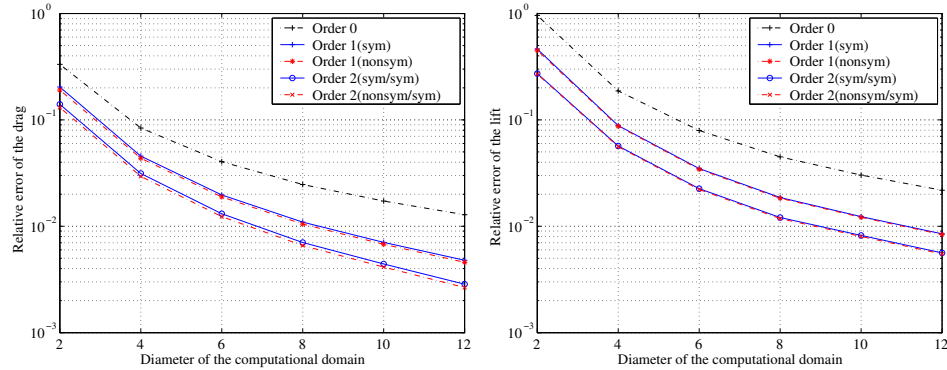 Relative error of the drag
10^0
10^{-1}
10^{-2}
10^{-3}
Order 0
Order 1(sym)
Order 1(nonsym)
Order 2(sym/sym)
Order 2(nonsym/sym)
2 4 6 8 10 12
Diameter of the computational domain
Relative error of the lift
10^0
10^{-1}
10^{-2}
10^{-3}
Order 0
Order 1(sym)
Order 1(nonsym)
Order 2(sym/sym)
Order 2(nonsym/sym)
2 4 6 8 10 12
Diameter of the computational domain